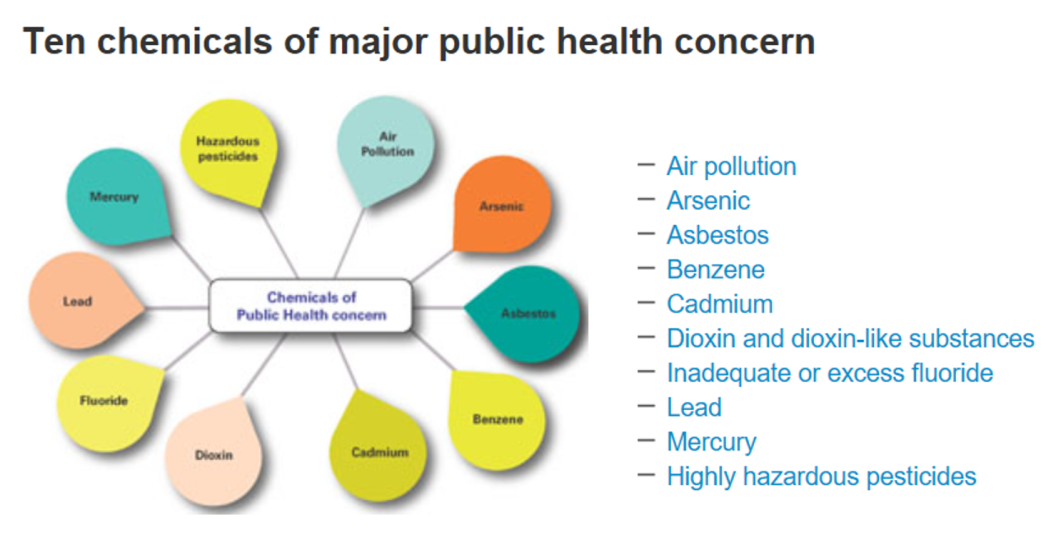 Ten chemicals of major public health concern
Hazardous
pesticides
Air
Pollution
Mercury
Arsenic
Lead
Chemicals of
Public Health concern
Asbestos
Fluoride
Benzene
Dioxin
Cadmium
– Air pollution
– Arsenic
– Asbestos
– Benzene
– Cadmium
– Dioxin and dioxin-like substances
– Inadequate or excess fluoride
– Lead
– Mercury
– Highly hazardous pesticides